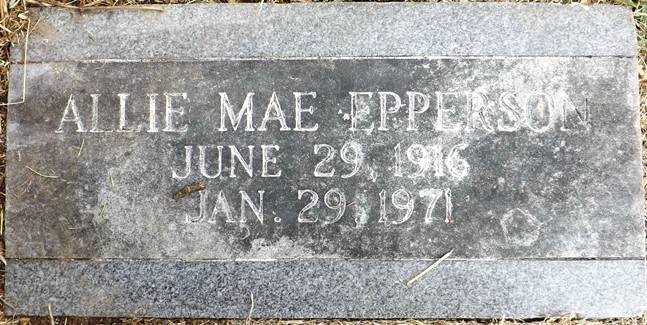 ALLIE MAE EPPERSON
JUNE 29, 1916
JAN. 29, 1971